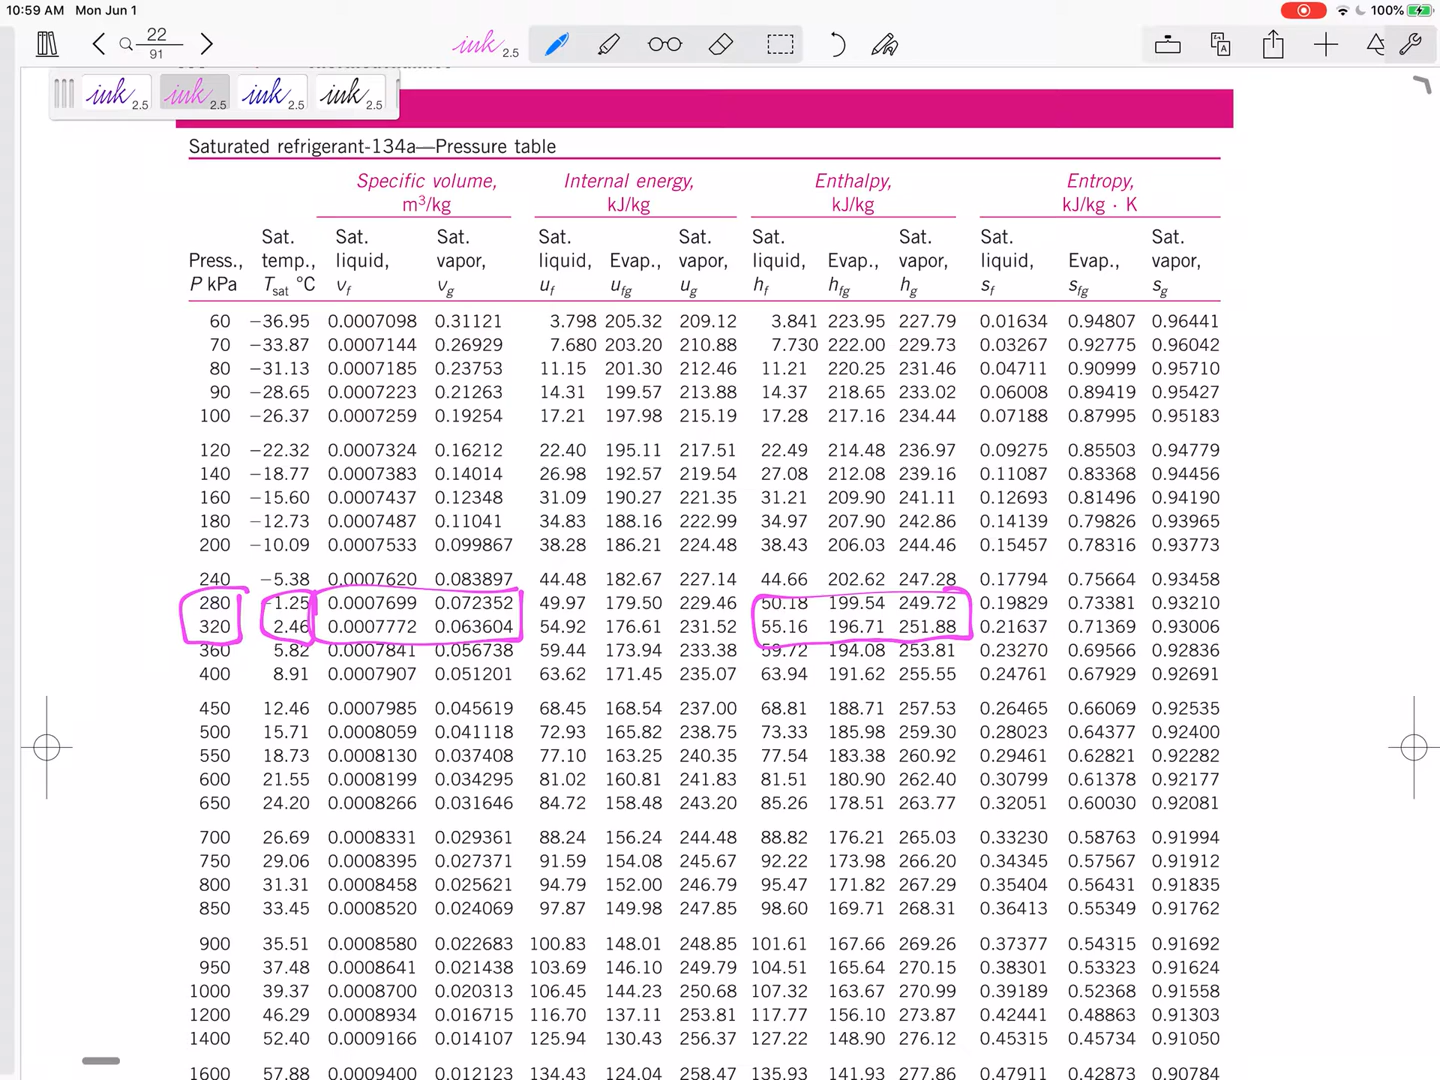 10:59 AM Mon Jun 1
100%
22
91
ink 2.5
ink 2.5 ink 2.5 ink 2.5 ink 2.5
Saturated refrigerant-134a—Pressure table
Specific volume, Internal energy, Enthalpy, Entropy,
m³/kg kJ/kg kJ/kg kJ/kg · K
Sat. Sat. Sat. Sat. Sat. Sat. Sat. Sat. Sat.
Press., temp., liquid, vapor, liquid, Evap., vapor, liquid, Evap., vapor, liquid, Evap., vapor,
P kPa Tsat °C vf vg uf ufg ug hf hfg hg sf sfg sg
60 −36.95 0.0007098 0.31121 3.798 205.32 209.12 3.841 223.95 227.79 0.01634 0.94807 0.96441
70 −33.87 0.0007144 0.26929 7.680 203.20 210.88 7.730 222.00 229.73 0.03267 0.92775 0.96042
80 −31.13 0.0007185 0.23753 11.15 201.30 212.46 11.21 220.25 231.46 0.04711 0.90999 0.95710
90 −28.65 0.0007223 0.21263 14.31 199.57 213.88 14.37 218.65 233.02 0.06008 0.89419 0.95427
100 −26.37 0.0007259 0.19254 17.21 197.98 215.19 17.28 217.16 234.44 0.07188 0.87995 0.95183
120 −22.32 0.0007324 0.16212 22.40 195.11 217.51 22.49 214.48 236.97 0.09275 0.85503 0.94779
140 −18.77 0.0007383 0.14014 26.98 192.57 219.54 27.08 212.08 239.16 0.11087 0.83368 0.94456
160 −15.60 0.0007437 0.12348 31.09 190.27 221.35 31.21 209.90 241.11 0.12693 0.81496 0.94190
180 −12.73 0.0007487 0.11041 34.83 188.16 222.99 34.97 207.90 242.86 0.14139 0.79826 0.93965
200 −10.09 0.0007533 0.099867 38.28 186.21 224.48 38.43 206.03 244.46 0.15457 0.78316 0.93773
240 −5.38 0.0007620 0.083897 44.48 182.67 227.14 44.66 202.62 247.28 0.17794 0.75664 0.93458
280 −1.25 0.0007699 0.072352 49.97 179.50 229.46 50.18 199.54 249.72 0.19829 0.73381 0.93210
320 2.46 0.0007772 0.063604 54.92 176.61 231.52 55.16 196.71 251.88 0.21637 0.71369 0.93006
360 5.82 0.0007841 0.056738 59.44 173.94 233.38 59.72 194.08 253.81 0.23270 0.69566 0.92836
400 8.91 0.0007907 0.051201 63.62 171.45 235.07 63.94 191.62 255.55 0.24761 0.67929 0.92691
450 12.46 0.0007985 0.045619 68.45 168.54 237.00 68.81 188.71 257.53 0.26465 0.66069 0.92535
500 15.71 0.0008059 0.041118 72.93 165.82 238.75 73.33 185.98 259.30 0.28023 0.64377 0.92400
550 18.73 0.0008130 0.037408 77.10 163.25 240.35 77.54 183.38 260.92 0.29461 0.62821 0.92282
600 21.55 0.0008199 0.034295 81.02 160.81 241.83 81.51 180.90 262.40 0.30799 0.61378 0.92177
650 24.20 0.0008266 0.031646 84.72 158.48 243.20 85.26 178.51 263.77 0.32051 0.60030 0.92081
700 26.69 0.0008331 0.029361 88.24 156.24 244.48 88.82 176.21 265.03 0.33230 0.58763 0.91994
750 29.06 0.0008395 0.027371 91.59 154.08 245.67 92.22 173.98 266.20 0.34345 0.57567 0.91912
800 31.31 0.0008458 0.025621 94.79 152.00 246.79 95.47 171.82 267.29 0.35404 0.56431 0.91835
850 33.45 0.0008520 0.024069 97.87 149.98 247.85 98.60 169.71 268.31 0.36413 0.55349 0.91762
900 35.51 0.0008580 0.022683 100.83 148.01 248.85 101.61 167.66 269.26 0.37377 0.54315 0.91692
950 37.48 0.0008641 0.021438 103.69 146.10 249.79 104.51 165.64 270.15 0.38301 0.53323 0.91624
1000 39.37 0.0008700 0.020313 106.45 144.23 250.68 107.32 163.67 270.99 0.39189 0.52368 0.91558
1200 46.29 0.0008934 0.016715 116.70 137.11 253.81 117.77 156.10 273.87 0.42441 0.48863 0.91303
1400 52.40 0.0009166 0.014107 125.94 130.43 256.37 127.22 148.90 276.12 0.45315 0.45734 0.91050
1600 57.88 0.0009400 0.012123 134.43 124.04 258.47 135.93 141.93 277.86 0.47911 0.42873 0.90784